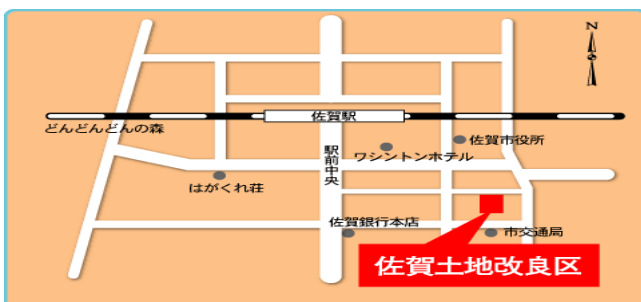 N
佐賀駅
どんどんどんの森
佐賀市役所
ワシントンホテル
駅前中央
はがくれ荘
佐賀銀行本店
市交通局
佐賀土地改良区